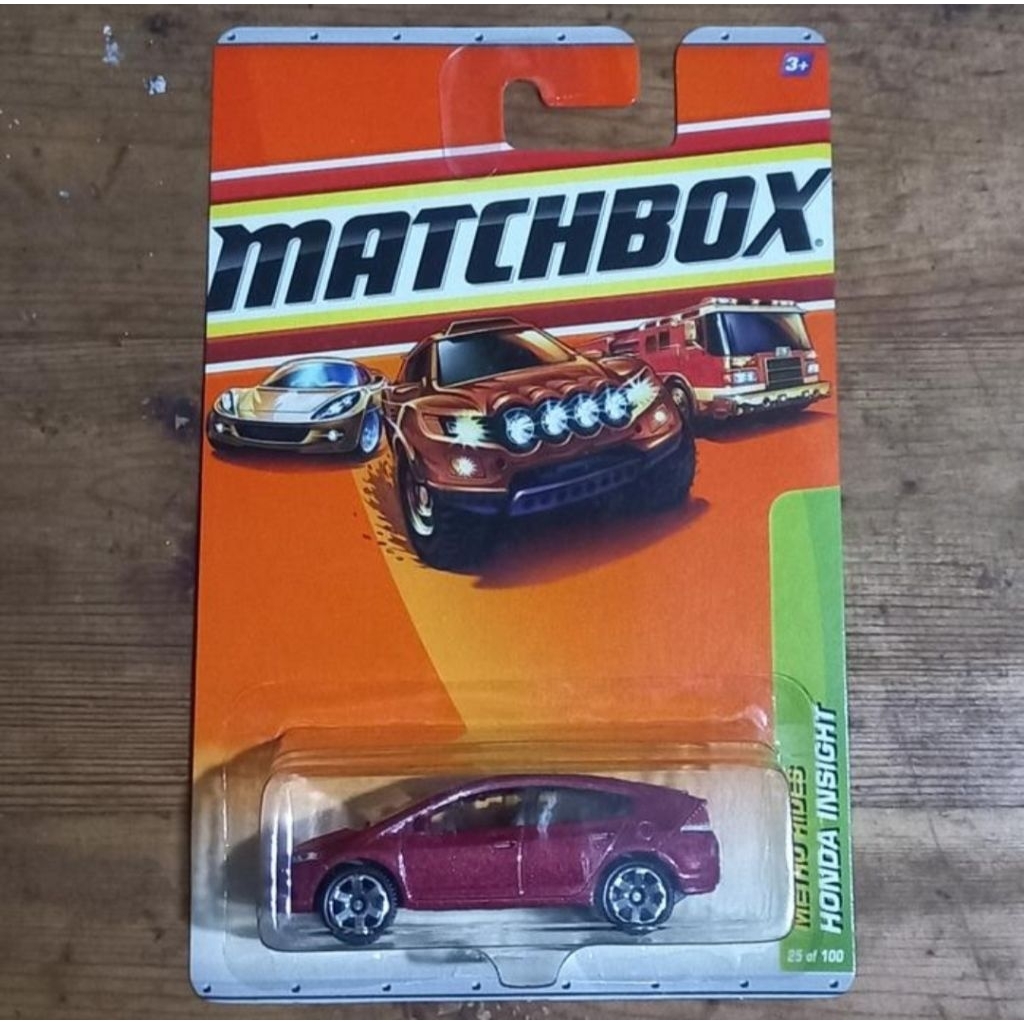 3+
MATCHBOX
METRO RIDES
HONDA INSIGHT
25 of 100